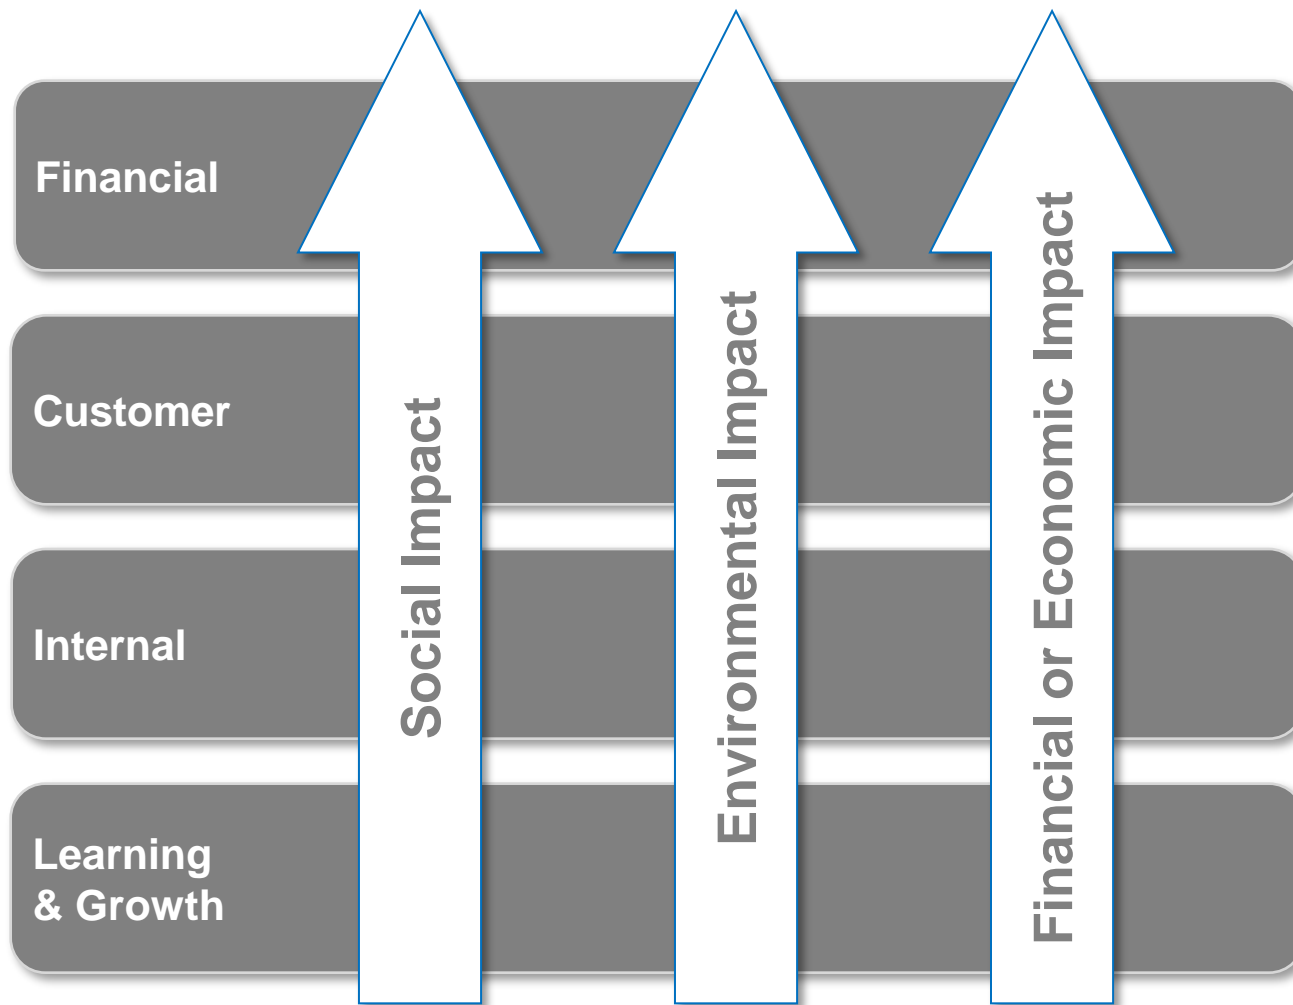 Financial
Customer
Internal
Learning
& Growth
Social Impact
Environmental Impact
Financial or Economic Impact